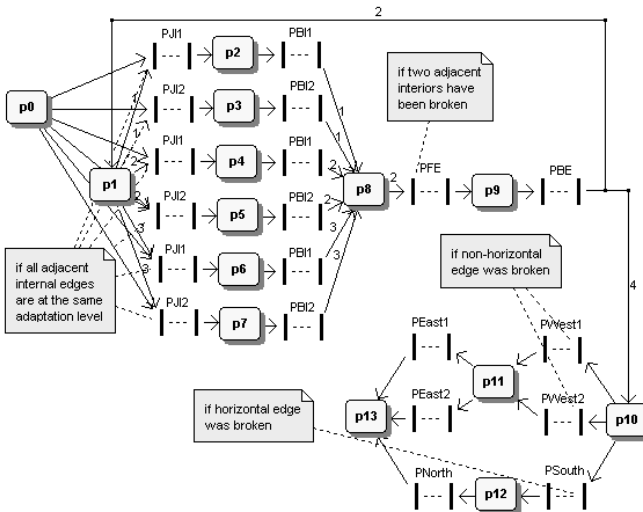 2
PJI1
p2
PBI1
if two adjacent
interiors have
been broken
p0
1
PJI2
p3
PBI2
1
1
PJI1
p4
PBI1
1
2
p1
2
p8
2
PFE
p9
PBE
2
PJI2
p5
PBI2
2
3
3
if all adjacent
internal edges
are at the same
adaptation level
PJI1
3
p6
PBI1
3
if non-horizontal
edge was broken
4
PJI2
p7
PBI2
PEast1
PWest1
p11
if horizontal edge
was broken
p13
PEast2
PWest2
p10
PNorth
p12
PSouth